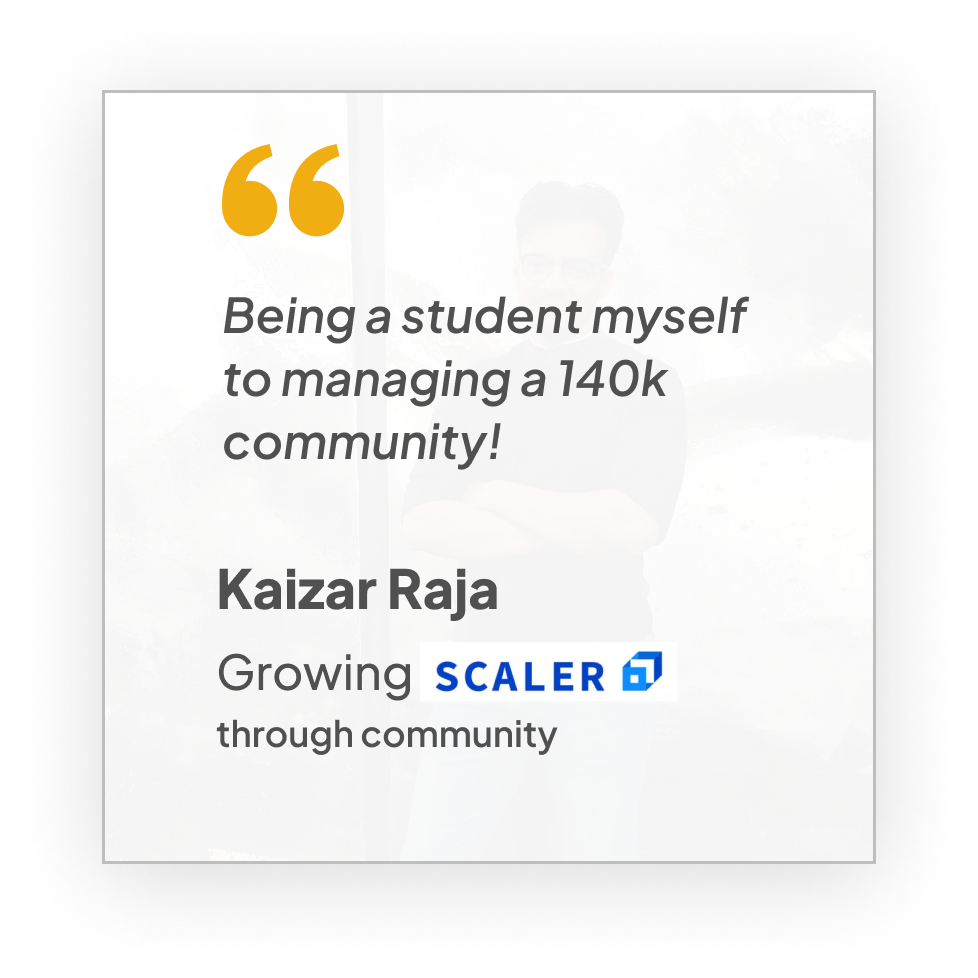 Being a student myself
to managing a 140k
community!
Kaizar Raja
Growing SCALER
through community